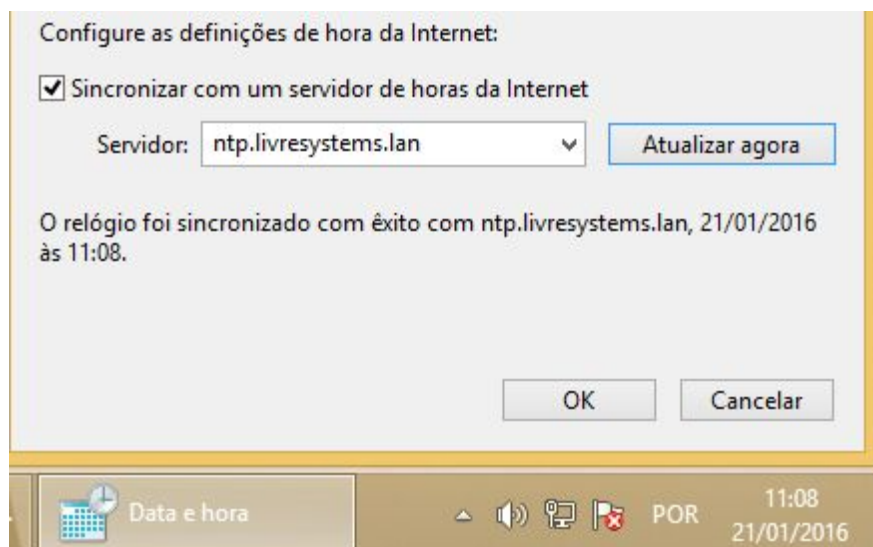 Configure as definições de hora da Internet:
Sincronizar com um servidor de horas da Internet
Servidor: ntp.livresystems.lan Atualizar agora
O relógio foi sincronizado com êxito com ntp.livresystems.lan, 21/01/2016
às 11:08.
OK Cancelar
Data e hora POR 11:08
21/01/2016